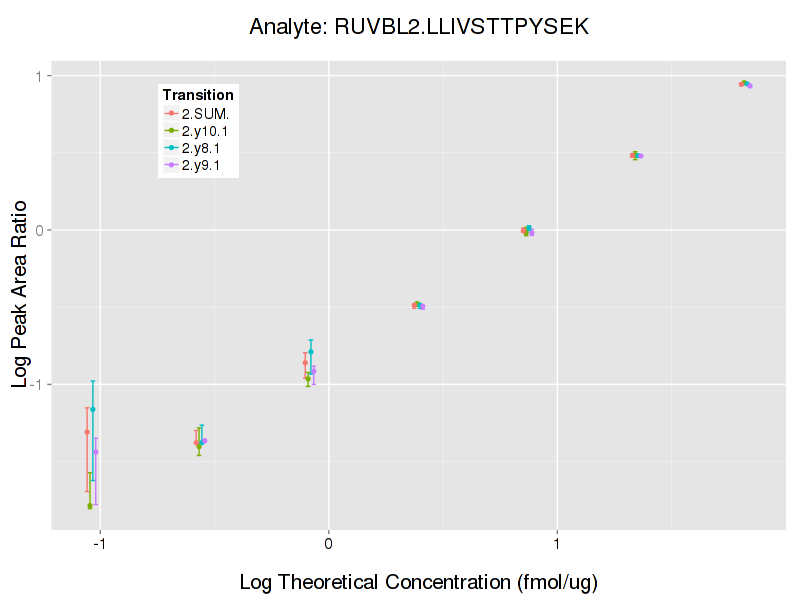 Analyte: RUVBL2.LLIVSTTPYSEK
Transition
2.SUM.
2.y10.1
2.y8.1
2.y9.1
Log Peak Area Ratio
1
0
-1
-1
0
1
Log Theoretical Concentration (fmol/ug)